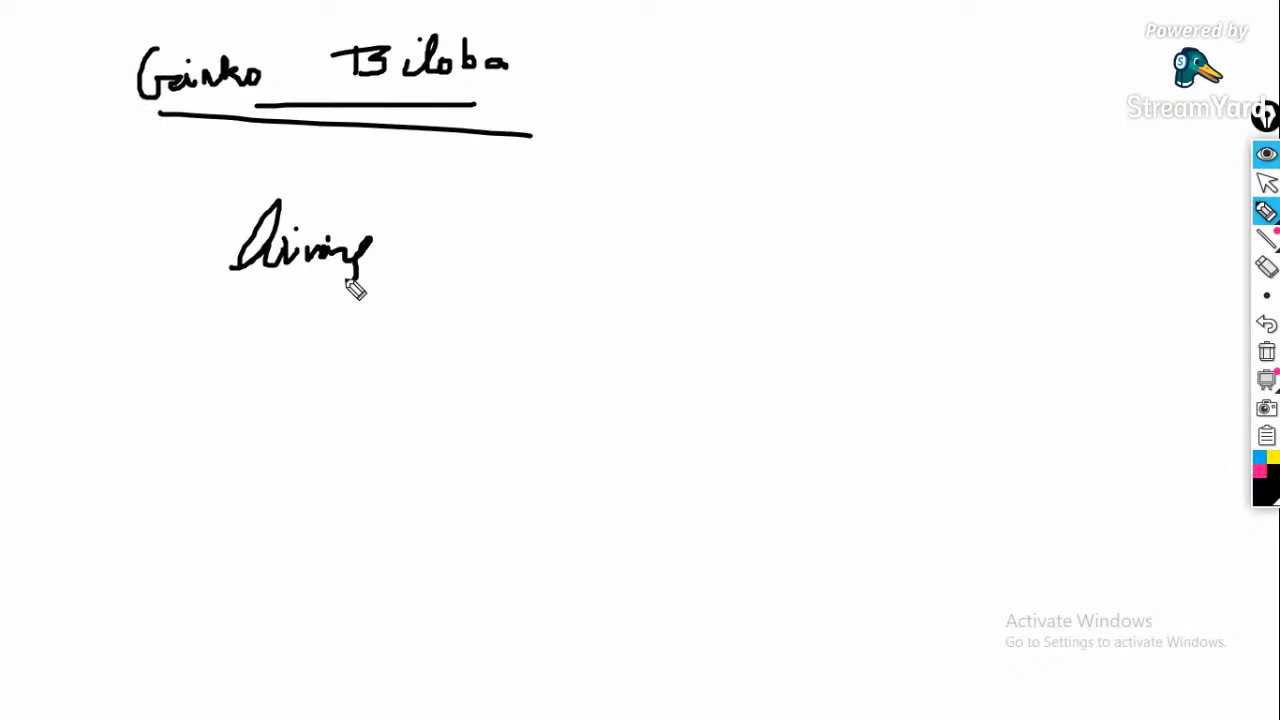 Ginko Biloba
Living
Powered by
StreamYard
Activate Windows
Go to Settings to activate Windows.